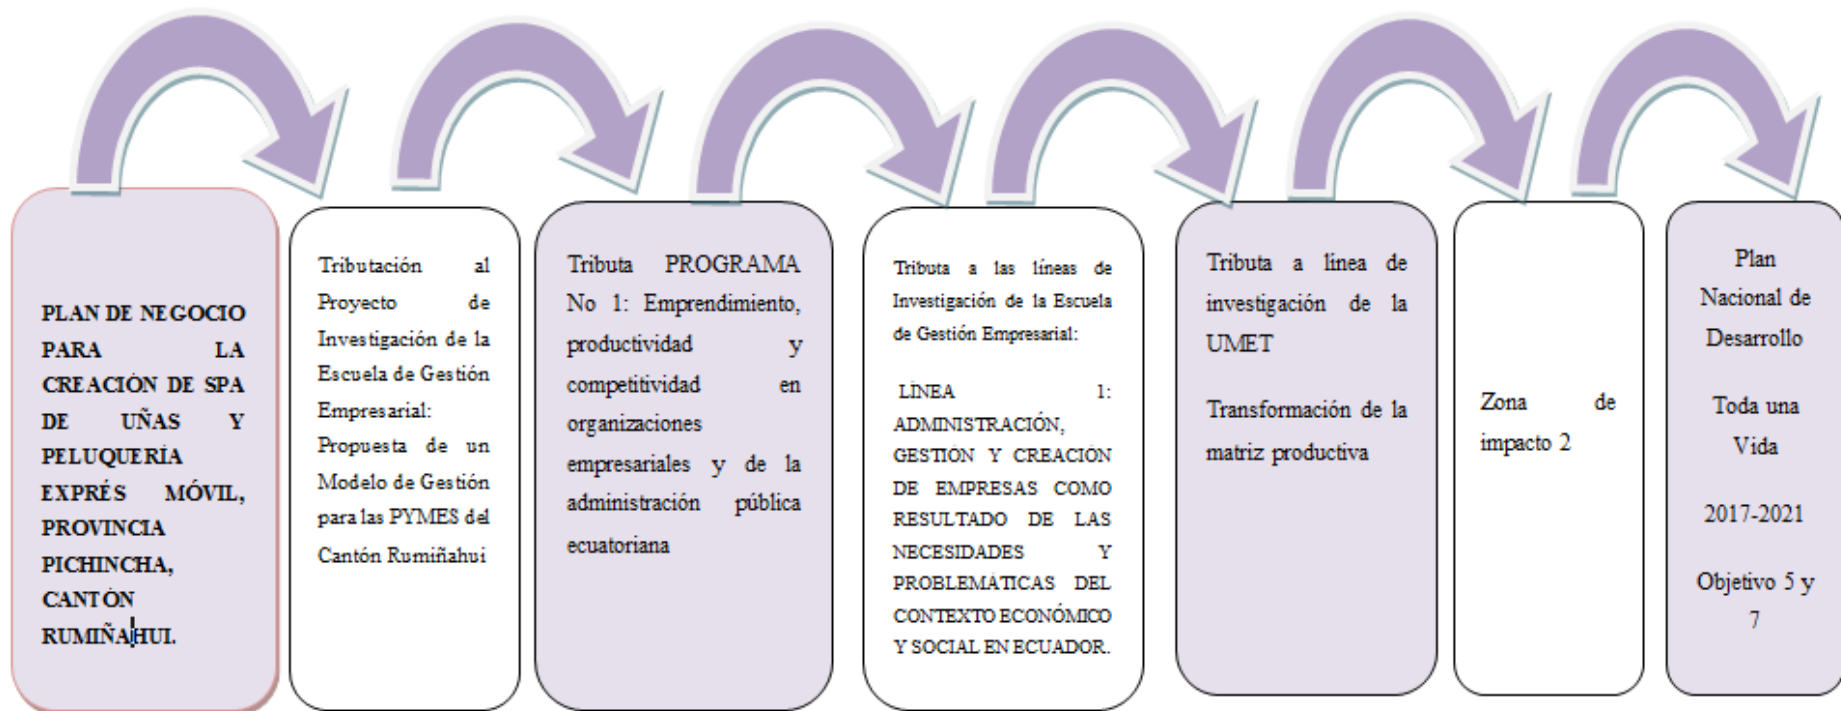 PLAN DE NEGOCIO
PARA LA
CREACIÓN DE SPA
DE UÑAS Y
PELUQUERÍA
EXPRÉS MÓVIL,
PROVINCIA
PICHINCHA,
CANTÓN
RUMIÑAHUI.
Tributación al
Proyecto de
Investigación de la
Escuela de Gestión
Empresarial:
Propuesta de un
Modelo de Gestión
para las PYMES del
Cantón Rumiñahui
Tributa PROGRAMA
No 1: Emprendimiento,
productividad y
competitividad en
organizaciones
empresariales y de la
administración pública
ecuatoriana
Tributa a las líneas de
Investigación de la Escuela
de Gestión Empresarial:
LÍNEA 1:
ADMINISTRACIÓN,
GESTIÓN Y CREACIÓN
DE EMPRESAS COMO
RESULTADO DE LAS
NECESIDADES Y
PROBLEMÁTICAS DEL
CONTEXTO ECONÓMICO
Y SOCIAL EN ECUADOR.
Tributa a linea de
investigación de la
UMET
Transformación de la
matriz productiva
Zona de
impacto 2
Plan
Nacional de
Desarrollo
Toda una
Vida
2017-2021
Objetivo 5 y
7